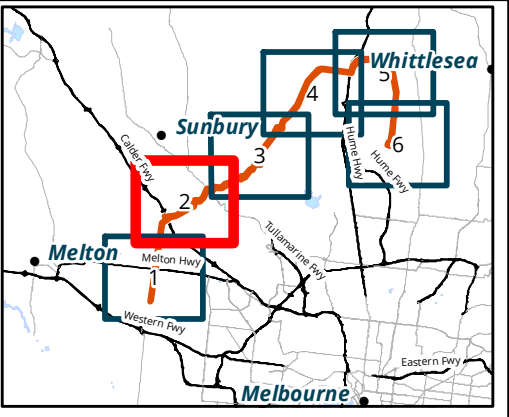 Whittlesea
5
4
Sunbury
Calder Fwy
Hume Hwy
6
3
Hume Fwy
2
Tullamarine Fwy
Melton
Melton Hwy
1
Western Fwy
Eastern Fwy
Melbourne